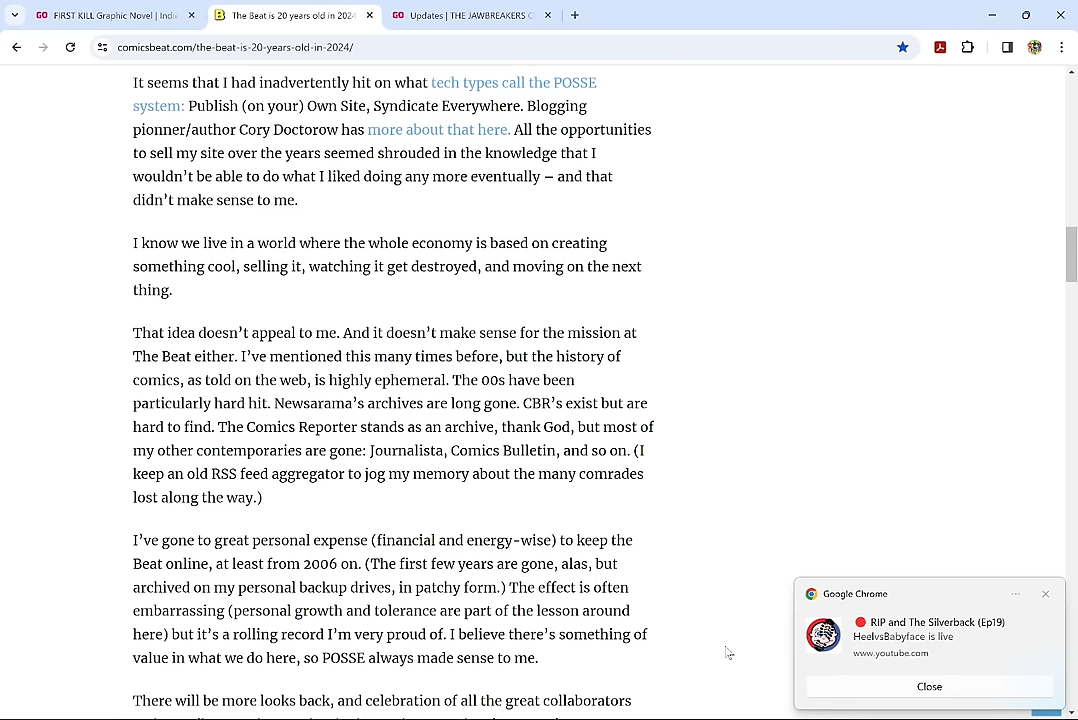 FIRST KILL Graphic Novel | Indie
The Beat is 20 years old in 2024
Updates | THE JAWBREAKERS
comicsbeat.com/the-beat-is-20-years-old-in-2024/
It seems that I had inadvertently hit on what tech types call the POSSE
system: Publish (on your) Own Site, Syndicate Everywhere. Blogging
pionner/author Cory Doctorow has more about that here. All the opportunities
to sell my site over the years seemed shrouded in the knowledge that I
wouldn't be able to do what I liked doing any more eventually – and that
didn't make sense to me.
I know we live in a world where the whole economy is based on creating
something cool, selling it, watching it get destroyed, and moving on the next
thing.
That idea doesn't appeal to me. And it doesn't make sense for the mission at
The Beat either. I've mentioned this many times before, but the history of
comics, as told on the web, is highly ephemeral. The 00s have been
particularly hard hit. Newsarama's archives are long gone. CBR's exist but are
hard to find. The Comics Reporter stands as an archive, thank God, but most of
my other contemporaries are gone: Journalista, Comics Bulletin, and so on. (I
keep an old RSS feed aggregator to jog my memory about the many comrades
lost along the way.)
I've gone to great personal expense (financial and energy-wise) to keep the
Beat online, at least from 2006 on. (The first few years are gone, alas, but
archived on my personal backup drives, in patchy form.) The effect is often
embarrassing (personal growth and tolerance are part of the lesson around
here) but it's a rolling record I'm very proud of. I believe there's something of
value in what we do here, so POSSE always made sense to me.
There will be more looks back, and celebration of all the great collaborators
Google Chrome
RIP and The Silverback (Ep19)
HeelvsBabyface is live
www.youtube.com
Close